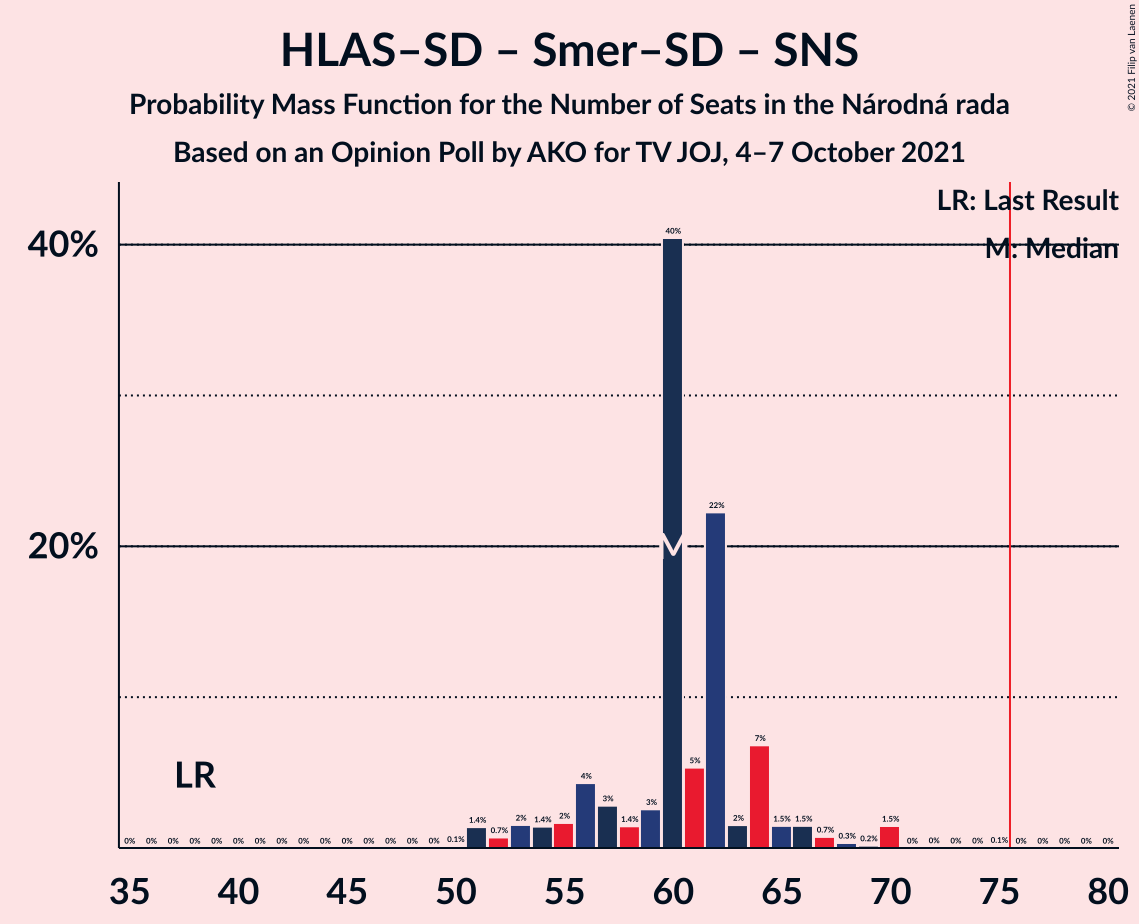 HLAS–SD – Smer–SD – SNS
Probability Mass Function for the Number of Seats in the Národná rada
Based on an Opinion Poll by AKO for TV JOJ, 4–7 October 2021
© 2021 Filip van Laenen
LR: Last Result
M: Median
40%
20%
LR
M
0% 0% 0% 0% 0% 0% 0% 0% 0% 0% 0% 0% 0% 0% 0% 0.1% 1.4% 0.7% 2% 1.4% 2% 4% 3% 1.4% 3% 40% 5% 22% 2% 7% 1.5% 1.5% 0.7% 0.3% 0.2% 1.5% 0% 0% 0% 0% 0.1% 0% 0% 0% 0% 0%
35 40 45 50 55 60 65 70 75 80